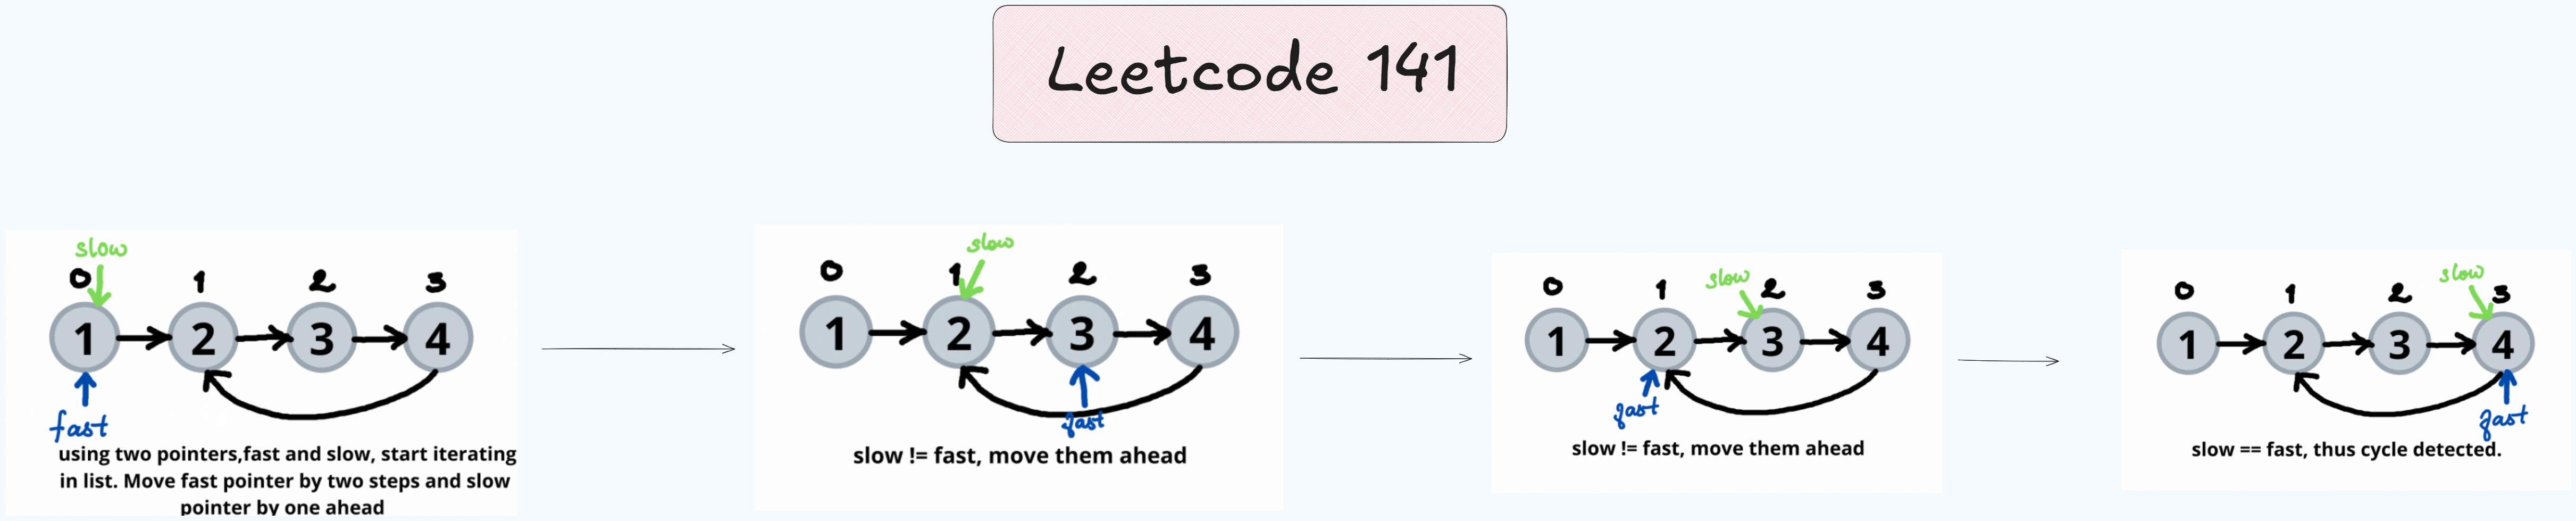 Leetcode 141
slow
0 1 2 3
1 2 3 4
fast
using two pointers,fast and slow, start iterating
in list. Move fast pointer by two steps and slow
pointer by one ahead
slow
0 1 2 3
1 2 3 4
fast
slow != fast, move them ahead
slow
0 1 2 3
1 2 3 4
fast
slow != fast, move them ahead
slow
0 1 2 3
1 2 3 4
fast
slow == fast, thus cycle detected.